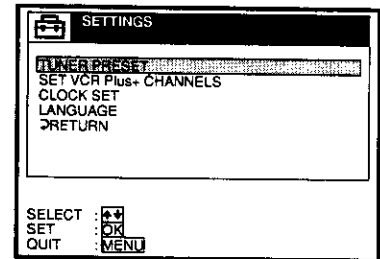 SETTINGS
TUNER PRESET
SET VCR Plus+ CHANNELS
CLOCK SET
LANGUAGE
RETURN
SELECT :
SET : OK
QUIT : MENU